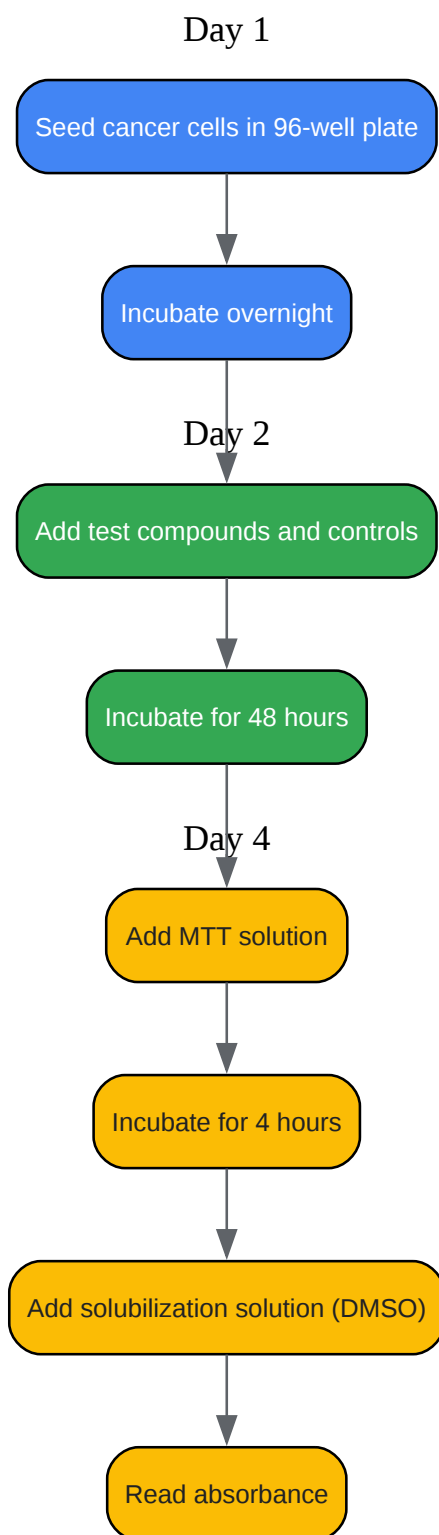 Day 1
Seed cancer cells in 96-well plate
Incubate overnight
Day 2
Add test compounds and controls
Incubate for 48 hours
Day 4
Add MTT solution
Incubate for 4 hours
Add solubilization solution (DMSO)
Read absorbance